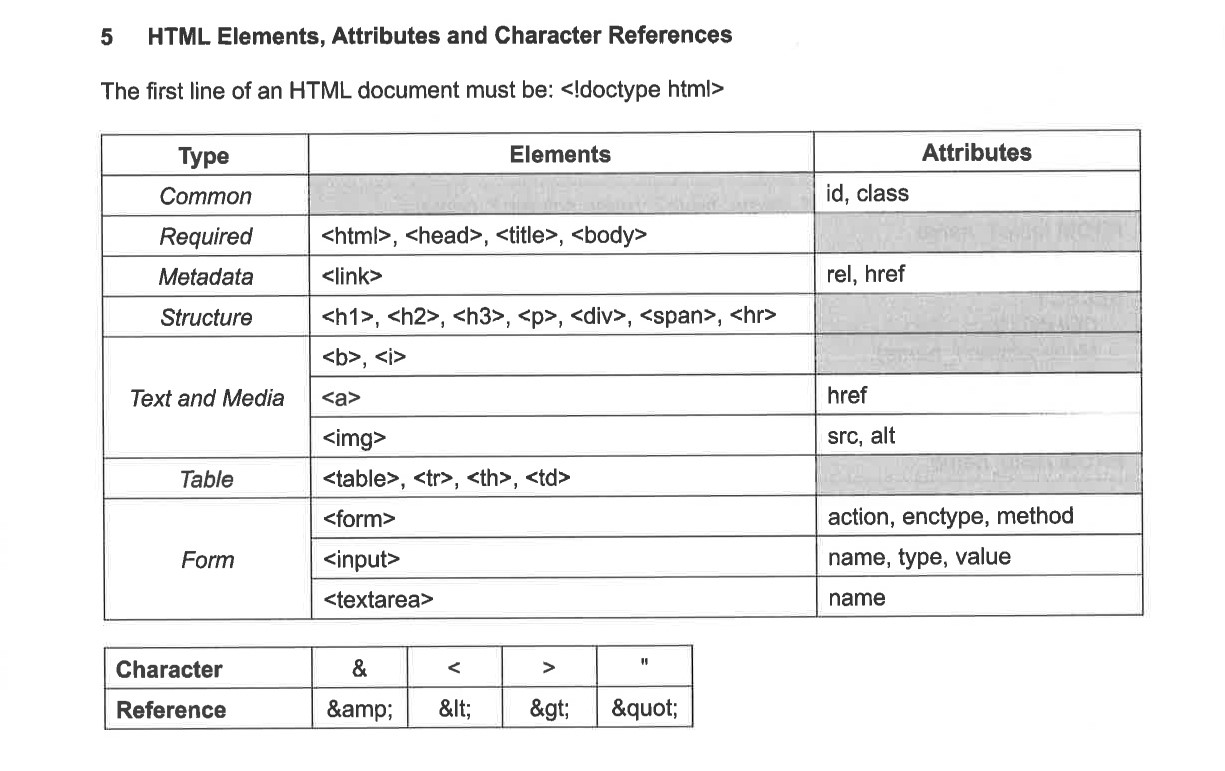 5 HTML Elements, Attributes and Character References
The first line of an HTML document must be: <!doctype html>
Type Elements Attributes
Common id, class
Required <html>, <head>, <title>, <body>
Metadata <link> rel, href
Structure <h1>, <h2>, <h3>, <p>, <div>, <span>, <hr>
<b>, <i>
Text and Media <a> href
<img> src, alt
Table <table>, <tr>, <th>, <td>
<form> action, enctype, method
Form <input> name, type, value
<textarea> name
Character & < > "
Reference &amp; &lt; &gt; &quot;